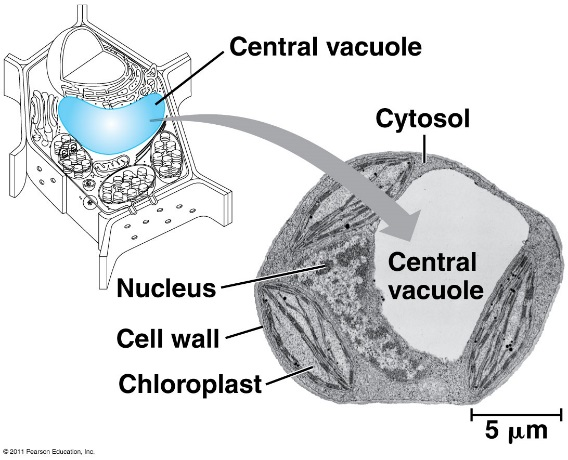 Central vacuole
Cytosol
Central
vacuole
Nucleus
Cell wall
Chloroplast
5 µm
© 2011 Pearson Education, Inc.